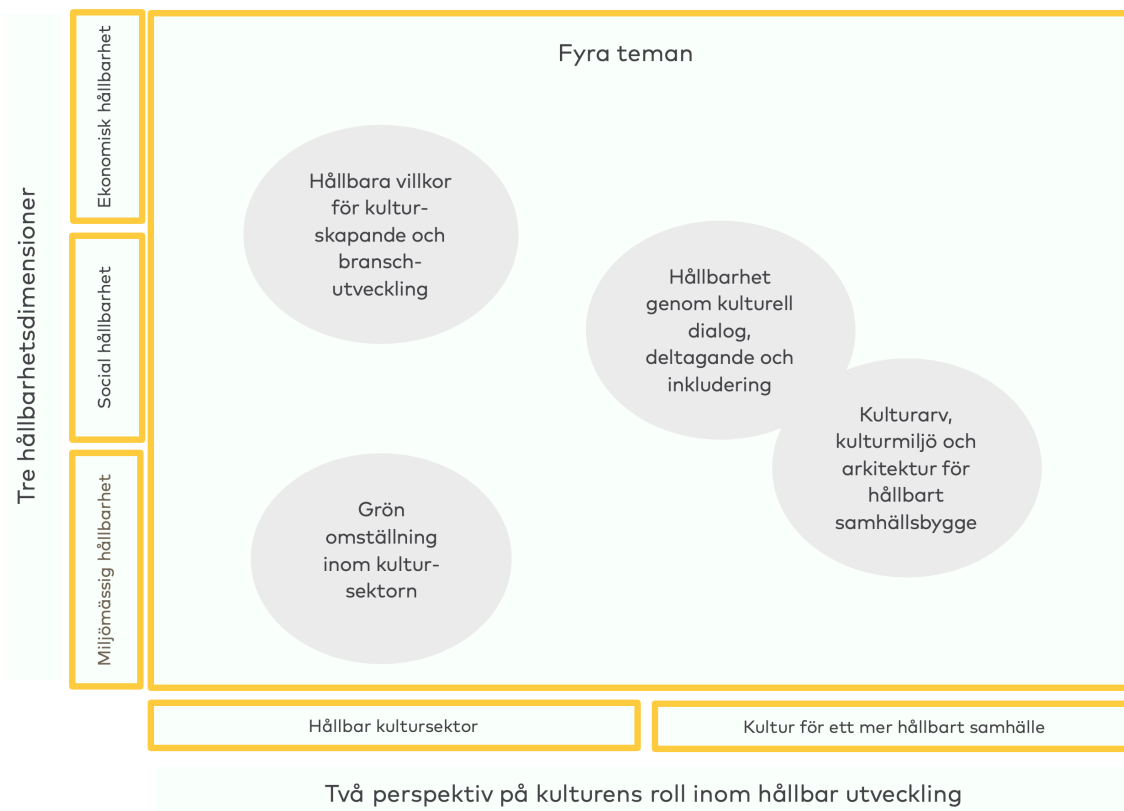 Tre hållbarhetsdimensioner
Ekonomisk hållbarhet
Social hållbarhet
Miljömässig hållbarhet
Fyra teman
Hållbara villkor
för kultur-
skapande och
bransch-
utveckling
Hållbarhet
genom kulturell
dialog,
deltagande och
inkludering
Kulturarv,
kulturmiljö och
arkitektur för
hållbart
samhällsbygge
Grön
omställning
inom kultur-
sektorn
Hållbar kultursektor
Kultur för ett mer hållbart samhälle
Två perspektiv på kulturens roll inom hållbar utveckling